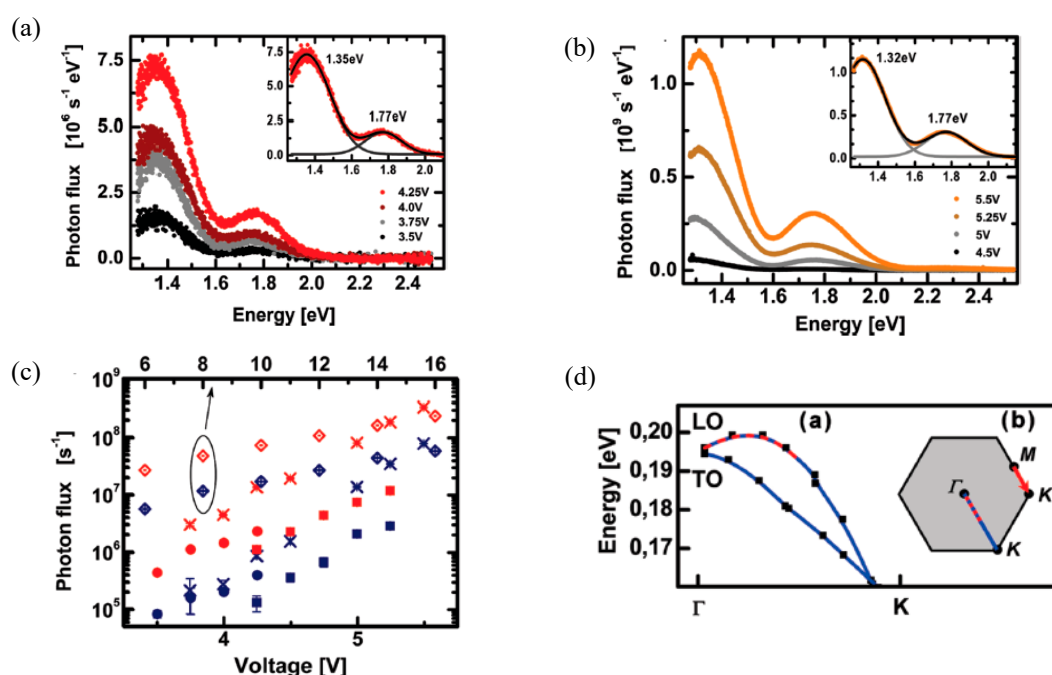 (a)
Photon flux [10⁶ s⁻¹ eV⁻¹]
7.5
5.0
2.5
0.0
1.4 1.6 1.8 2.0 2.2 2.4
Energy [eV]
7.5
5.0
2.5
0.0
1.4 1.6 1.8 2.0
1.35eV
1.77eV
4.25V
4.0V
3.75V
3.5V
(b)
Photon flux [10⁹ s⁻¹ eV⁻¹]
1.0
0.5
0.0
1.4 1.6 1.8 2.0 2.2 2.4
Energy [eV]
1.0
0.5
0.0
1.4 1.6 1.8 2.0
1.32eV
1.77eV
5.5V
5.25V
5V
4.5V
(c)
6 8 10 12 14 16
Photon flux [s⁻¹]
10⁹
10⁸
10⁷
10⁶
10⁵
4 5
Voltage [V]
(d)
Energy [eV]
0,20
0,19
0,17
LO
TO
(a)
(b)
M
K'
Γ
K
Γ K